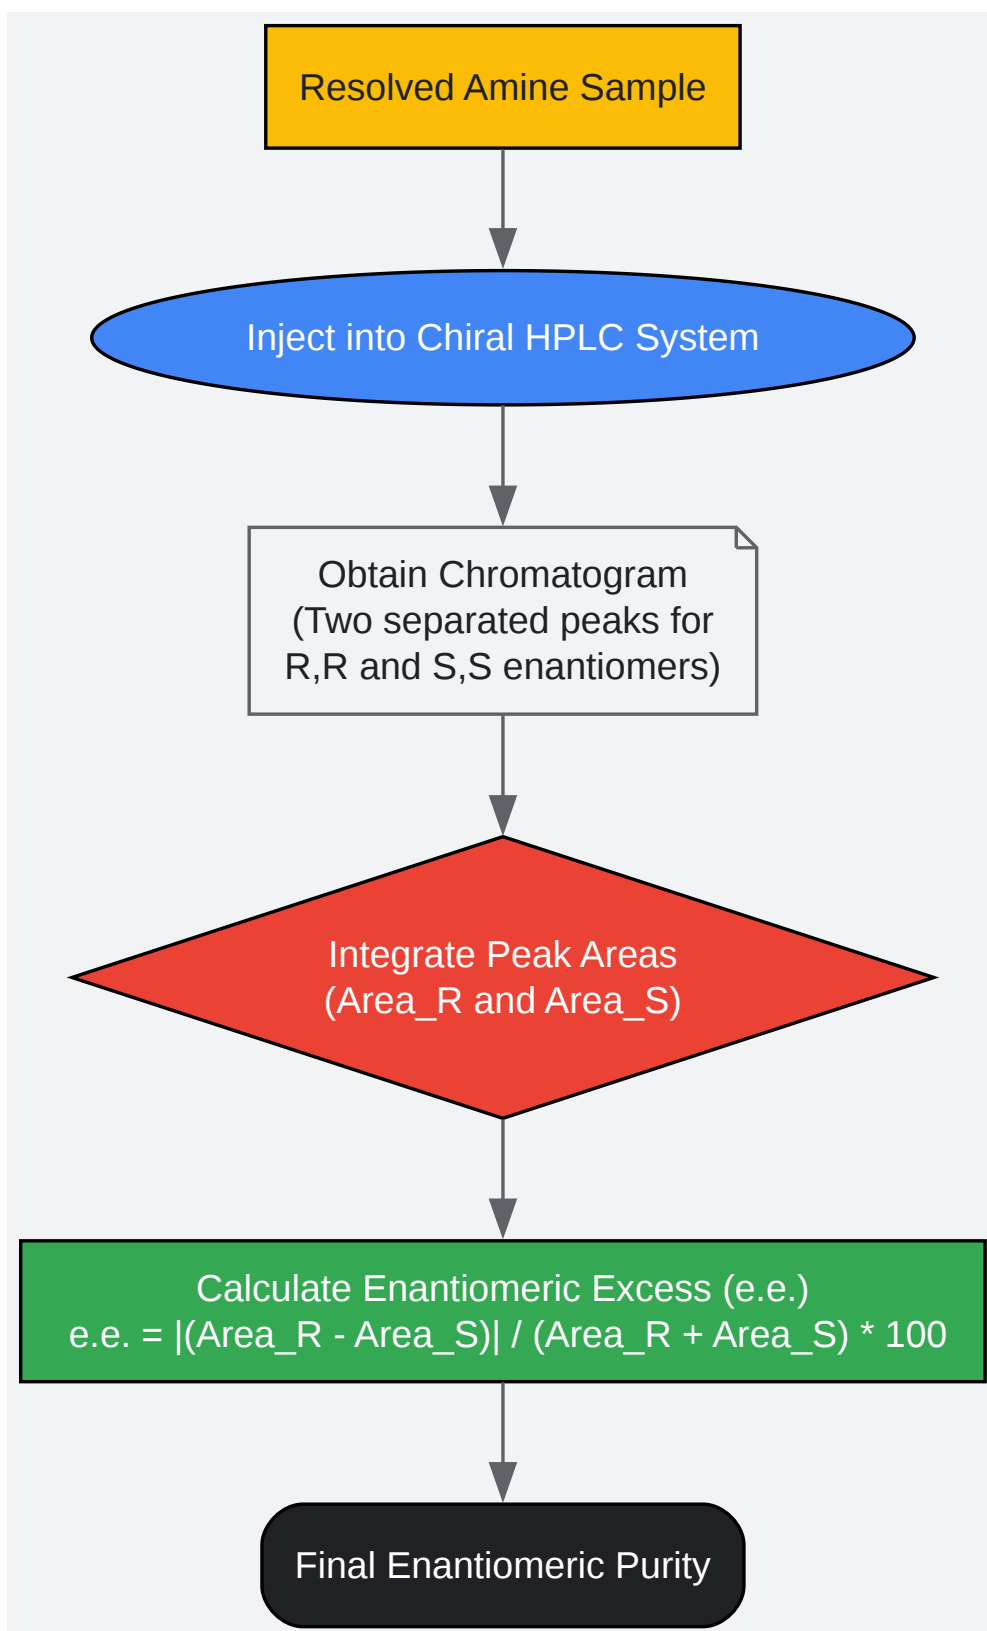 Resolved Amine Sample
Inject into Chiral HPLC System
Obtain Chromatogram
(Two separated peaks for
R,R and S,S enantiomers)
Integrate Peak Areas
(Area_R and Area_S)
Calculate Enantiomeric Excess (e.e.)
e.e. = |(Area_R - Area_S)| / (Area_R + Area_S) * 100
Final Enantiomeric Purity